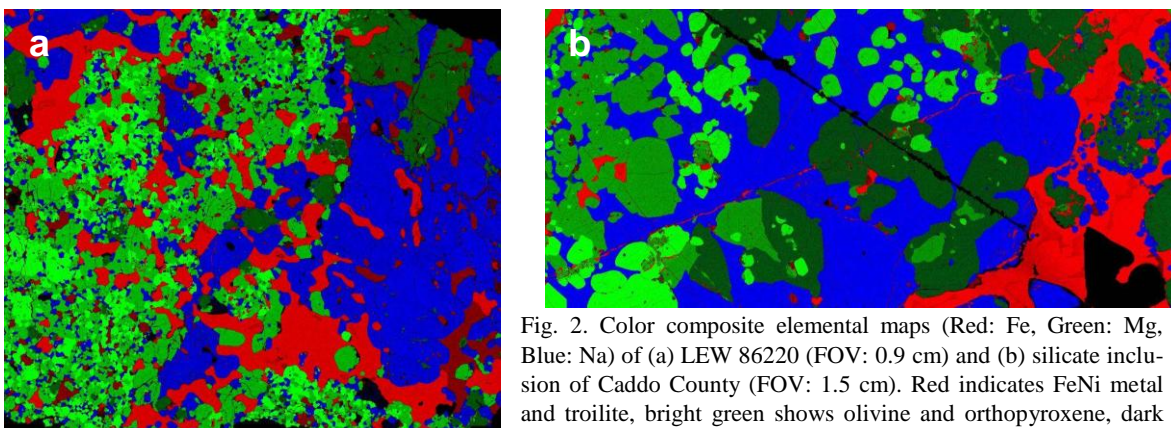 a
b
Fig. 2. Color composite elemental maps (Red: Fe, Green: Mg,
Blue: Na) of (a) LEW 86220 (FOV: 0.9 cm) and (b) silicate inclu-
sion of Caddo County (FOV: 1.5 cm). Red indicates FeNi metal
and troilite, bright green shows olivine and orthopyroxene, dark